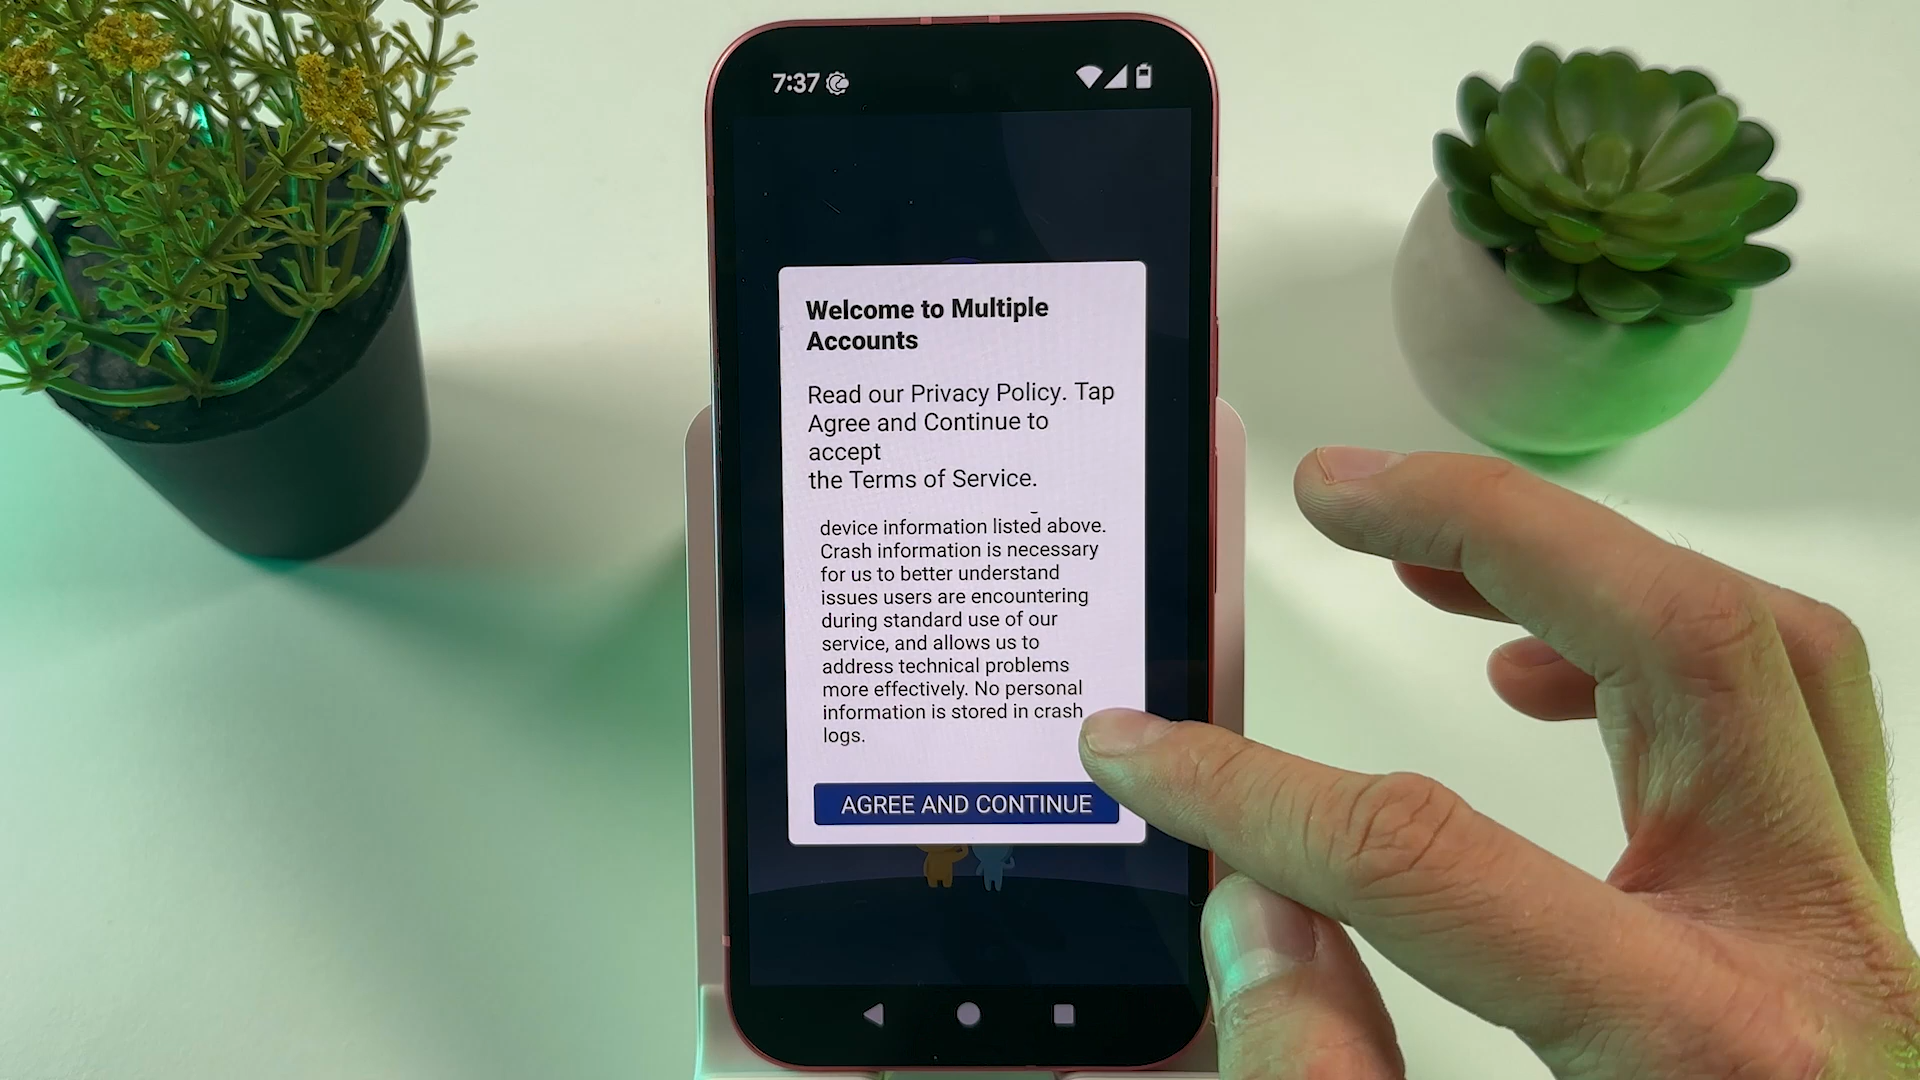 7:37
Welcome to Multiple
Accounts
Read our Privacy Policy. Tap
Agree and Continue to
accept
the Terms of Service.
device information listed above.
Crash information is necessary
for us to better understand
issues users are encountering
during standard use of our
service, and allows us to
address technical problems
more effectively. No personal
information is stored in crash
logs.
AGREE AND CONTINUE